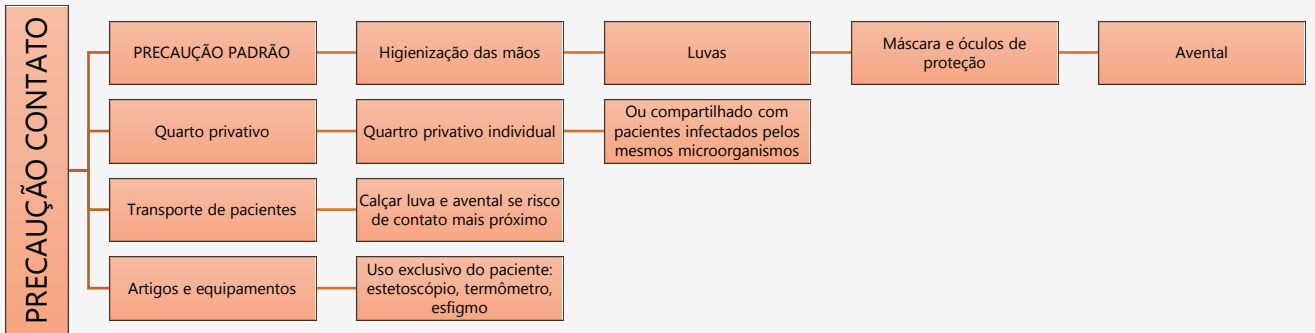 PRECAUÇÃO CONTATO
PRECAUÇÃO PADRÃO
Higienização das mãos
Luvas
Máscara e óculos de
proteção
Avental
Quarto privativo
Quartro privativo individual
Ou compartilhado com
pacientes infectados pelos
mesmos microorganismos
Transporte de pacientes
Calçar luva e avental se risco
de contato mais próximo
Artigos e equipamentos
Uso exclusivo do paciente:
estetoscópio, termômetro,
esfigmo